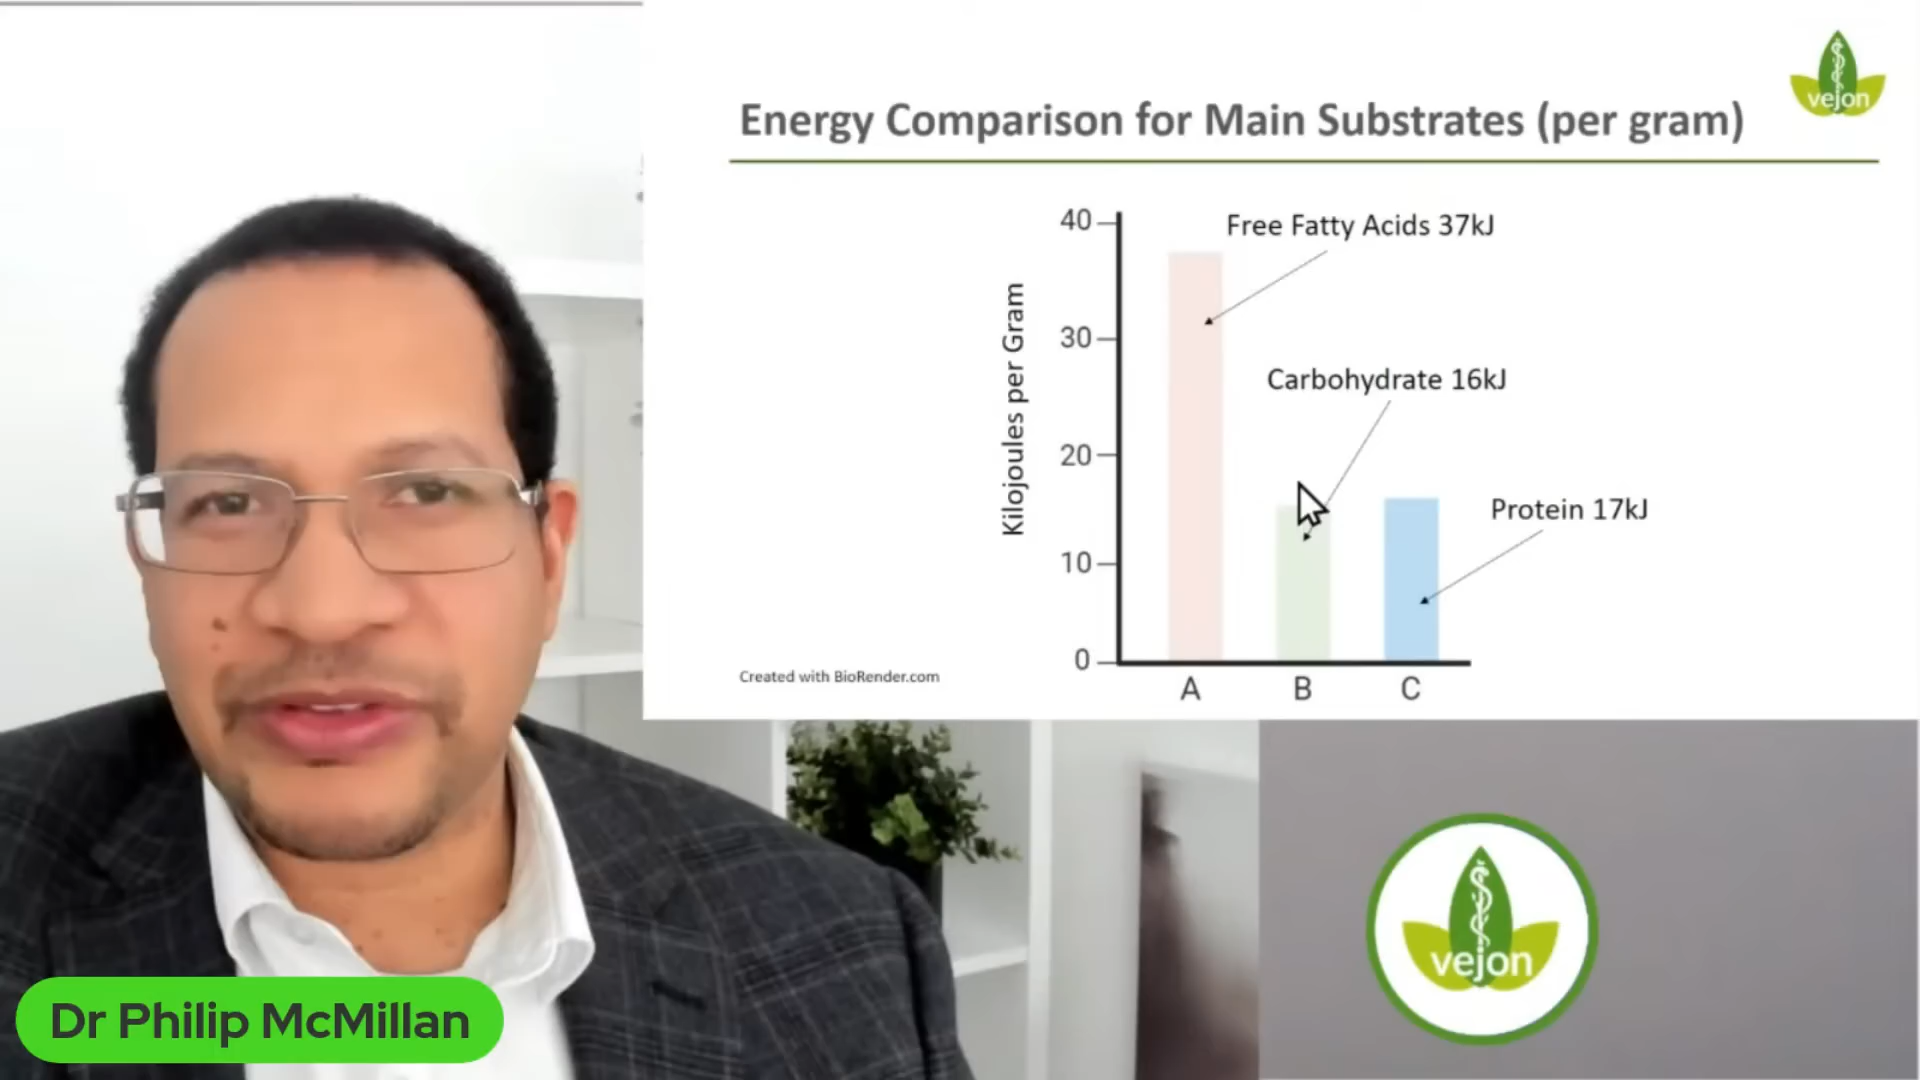 vejon
Energy Comparison for Main Substrates (per gram)
Kilojoules per Gram
40
30
20
10
0
Free Fatty Acids 37kJ
Carbohydrate 16kJ
Protein 17kJ
A B C
Created with BioRender.com
vejon
Dr Philip McMillan